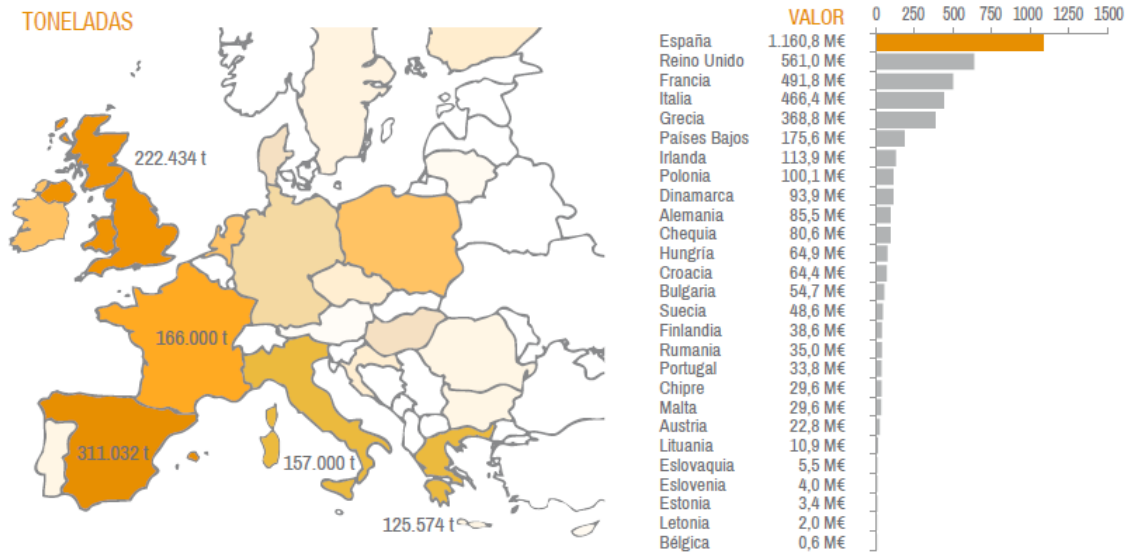 TONELADAS
222.434 t
166.000 t
311.032 t
157.000 t
125.574 t
VALOR 0 250 500 750 1000 1250 1500
España 1.160,8 M€
Reino Unido 561,0 M€
Francia 491,8 M€
Italia 466,4 M€
Grecia 368,8 M€
Países Bajos 175,6 M€
Irlanda 113,9 M€
Polonia 100,1 M€
Dinamarca 93,9 M€
Alemania 85,5 M€
Chequia 80,6 M€
Hungría 64,9 M€
Croacia 64,4 M€
Bulgaria 54,7 M€
Suecia 48,6 M€
Finlandia 38,6 M€
Rumania 35,0 M€
Portugal 33,8 M€
Chipre 29,6 M€
Malta 29,6 M€
Austria 22,8 M€
Lituania 10,9 M€
Eslovaquia 5,5 M€
Eslovenia 4,0 M€
Estonia 3,4 M€
Letonia 2,0 M€
Bélgica 0,6 M€